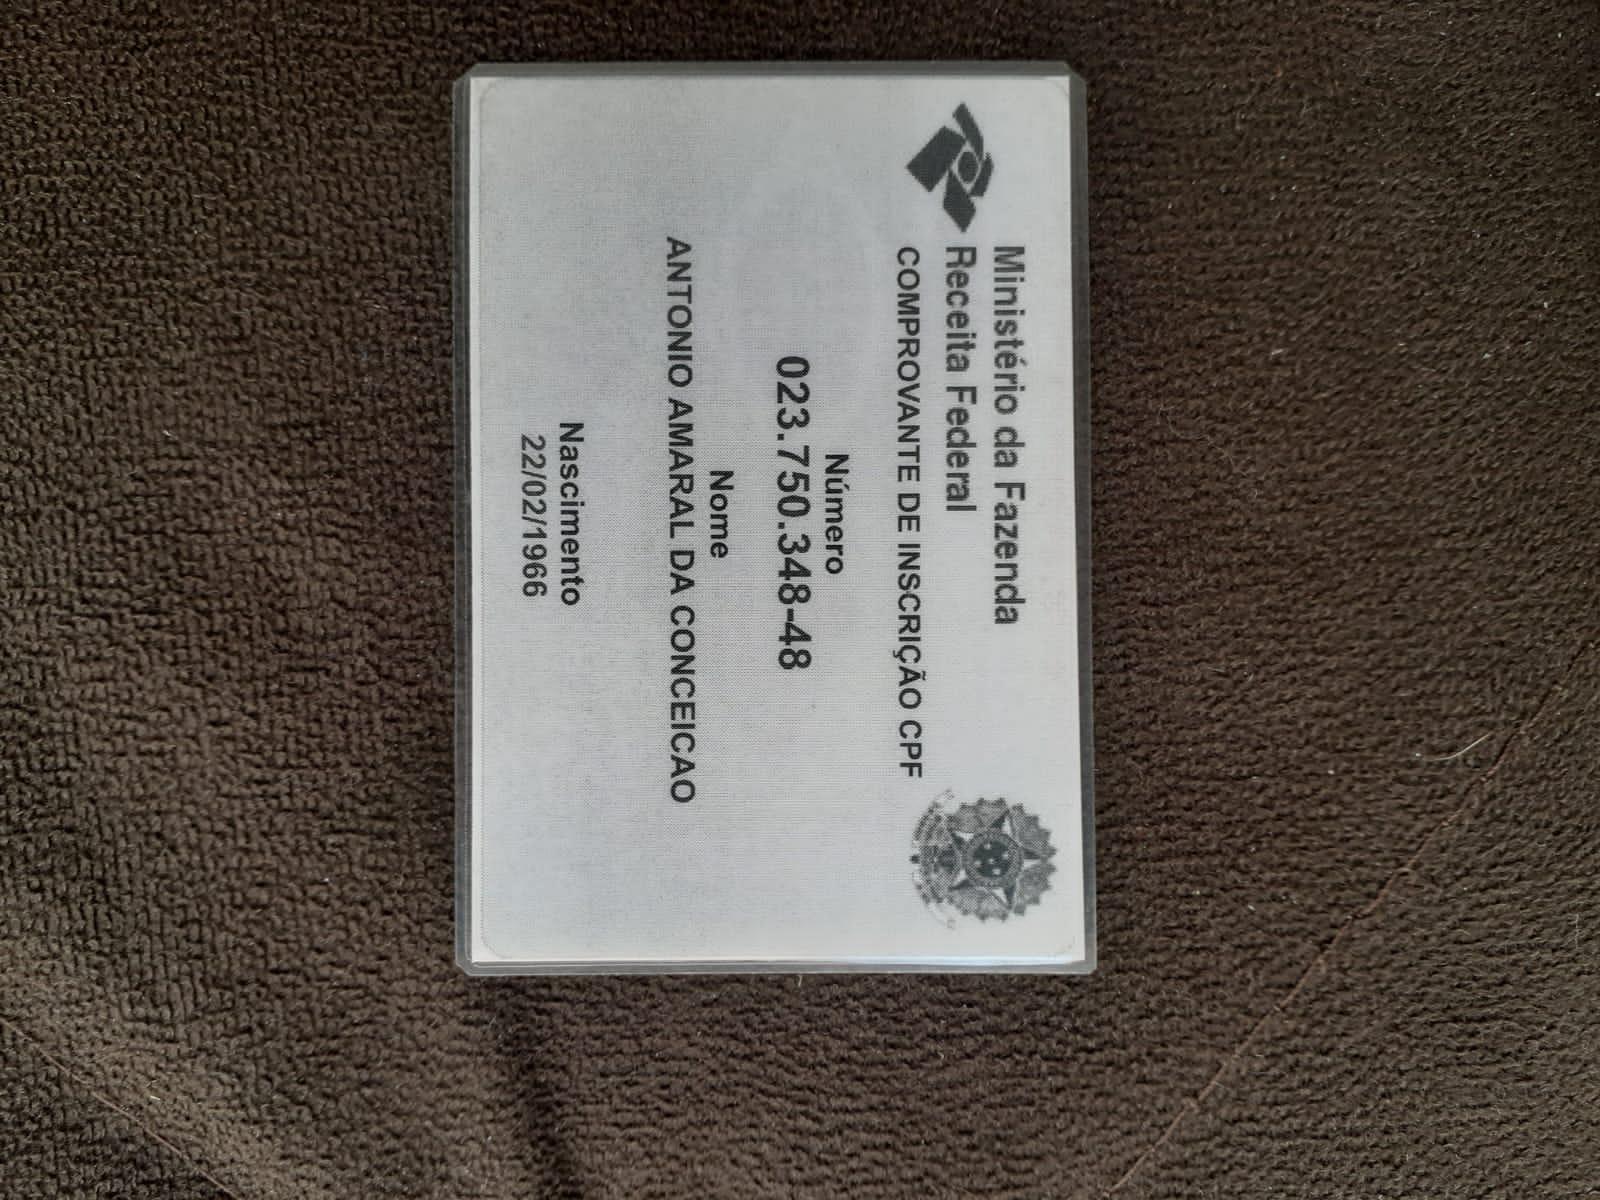 Ministério da Fazenda
Receita Federal
COMPROVANTE DE INSCRIÇÃO CPF
Número
023.750.348-48
Nome
ANTONIO AMARAL DA CONCEICAO
Nascimento
22/02/1966